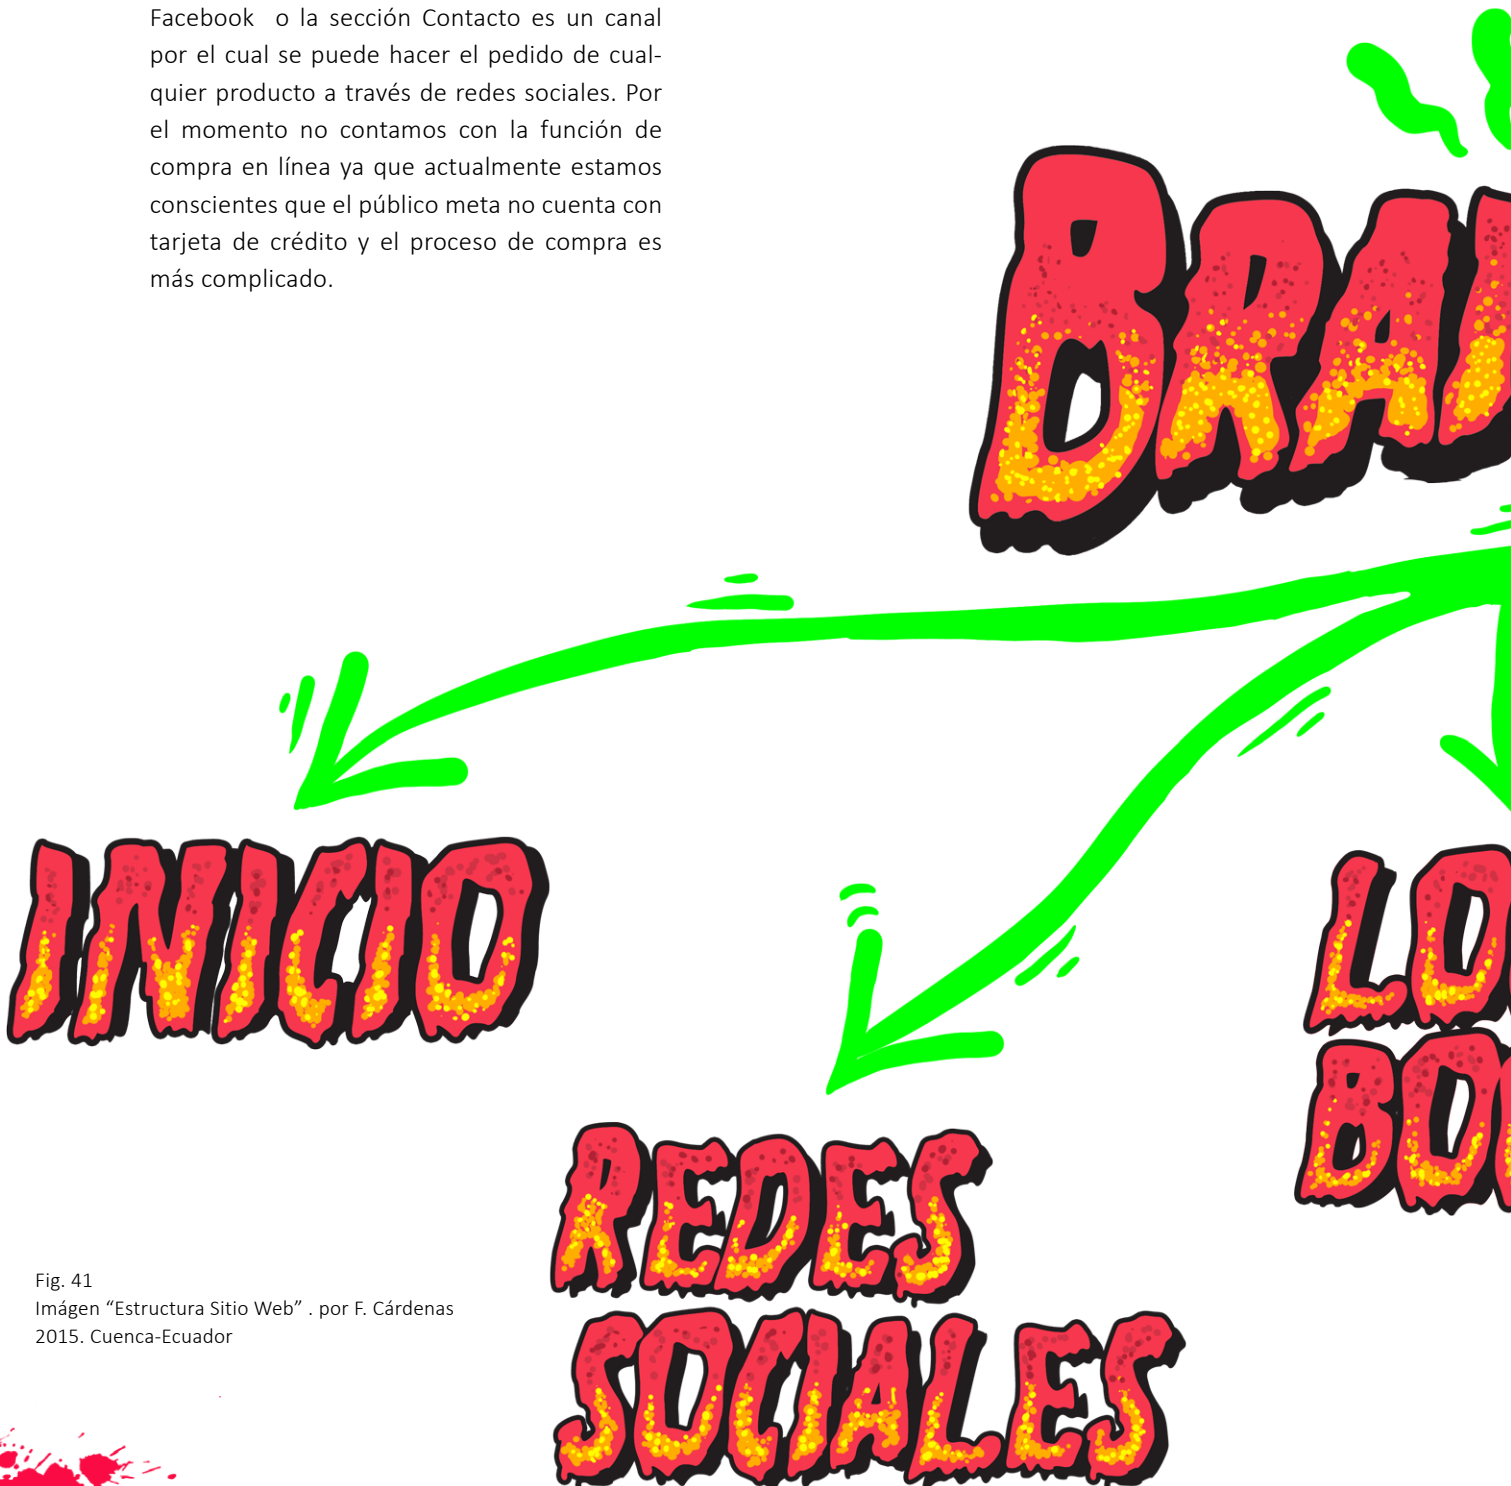 Facebook o la sección Contacto es un canal
por el cual se puede hacer el pedido de cual-
quier producto a través de redes sociales. Por
el momento no contamos con la función de
compra en línea ya que actualmente estamos
conscientes que el público meta no cuenta con
tarjeta de crédito y el proceso de compra es
más complicado.
INICIO
REDES
SOCIALES
Fig. 41
Imágen “Estructura Sitio Web” . por F. Cárdenas
2015. Cuenca-Ecuador